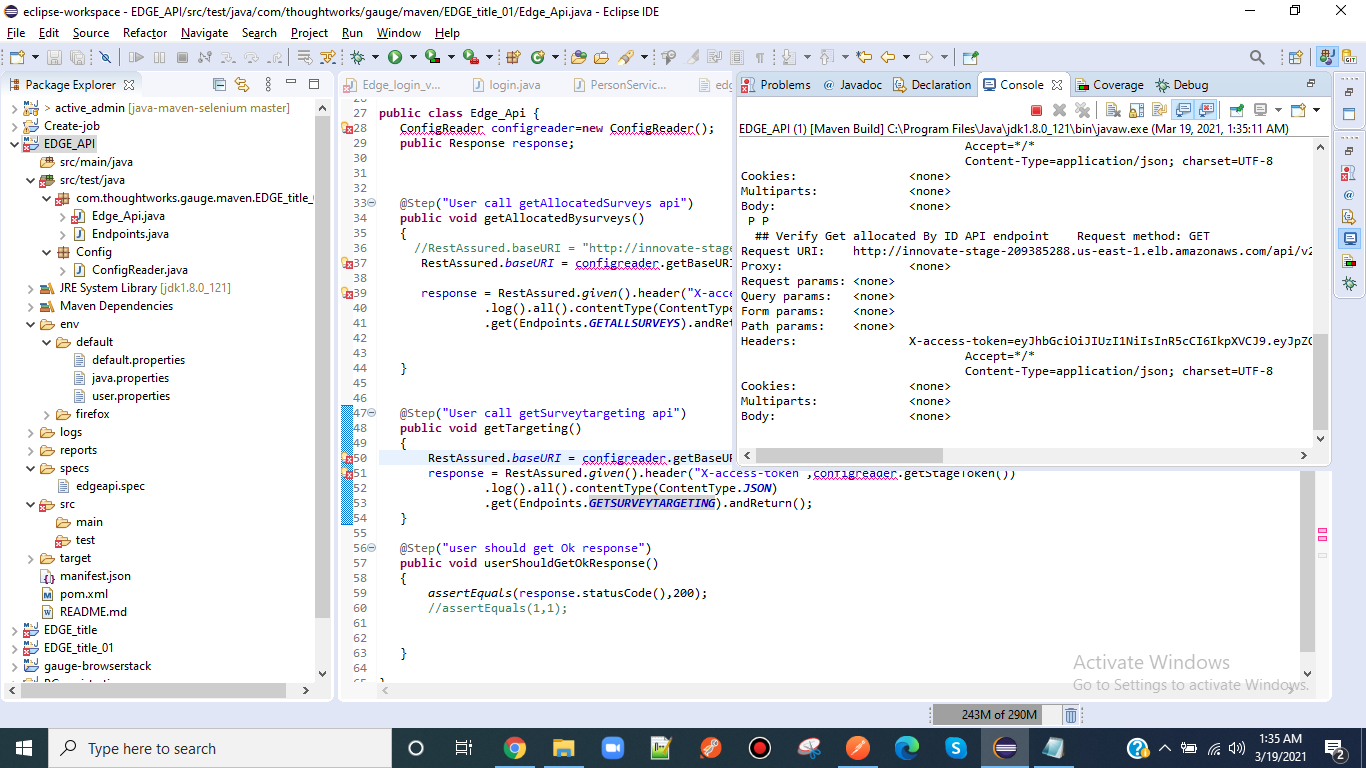 eclipse-workspace - EDGE_API/src/test/java/com/thoughtworks/gauge/maven/EDGE_title_01/Edge_Api.java - Eclipse IDE
File Edit Source Refactor Navigate Search Project Run Window Help
Package Explorer
> active_admin [java-maven-selenium master]
Create-job
EDGE_API
src/main/java
src/test/java
com.thoughtworks.gauge.maven.EDGE_title_
Edge_Api.java
Endpoints.java
Config
ConfigReader.java
JRE System Library [jdk1.8.0_121]
Maven Dependencies
env
default
default.properties
java.properties
user.properties
firefox
logs
reports
specs
edgeapi.spec
src
main
test
target
manifest.json
pom.xml
README.md
EDGE_title
EDGE_title_01
gauge-browserstack
Edge_login_v... login.java PersonServic... edg
27 public class Edge_Api {
28 ConfigReader configreader=new ConfigReader();
29 public Response response;
30
31
32
33 @Step("User call getAllocatedSurveys api")
34 public void getAllocatedBysurveys()
35 {
36 //RestAssured.baseURI = "http://innovate-stage
37 RestAssured.baseURI = configreader.getBaseURI
38
39 response = RestAssured.given().header("X-acce
40 .log().all().contentType(ContentType
41 .get(Endpoints.GETALLSURVEYS).andRet
42
43
44 }
45
46
47 @Step("User call getSurveytargeting api")
48 public void getTargeting()
49 {
50 RestAssured.baseURI = configreader.getBaseUR
51 response = RestAssured.given().header("X-access-token",configreader.getStageToken())
52 .log().all().contentType(ContentType.JSON)
53 .get(Endpoints.GETSURVEYTARGETING).andReturn();
54 }
55
56 @Step("user should get Ok response")
57 public void userShouldGetOkResponse()
58 {
59 assertEquals(response.statusCode(),200);
60 //assertEquals(1,1);
61
62
63 }
64
Problems Javadoc Declaration Console Coverage Debug
EDGE_API (1) [Maven Build] C:\Program Files\Java\jdk1.8.0_121\bin\javaw.exe (Mar 19, 2021, 1:35:11 AM)
Accept=*/*
Content-Type=application/json; charset=UTF-8
Cookies: <none>
Multiparts: <none>
Body: <none>
P P
## Verify Get allocated By ID API endpoint Request method: GET
Request URI: http://innovate-stage-209385288.us-east-1.elb.amazonaws.com/api/v2
Proxy: <none>
Request params: <none>
Query params: <none>
Form params: <none>
Path params: <none>
Headers: X-access-token=eyJhbGciOiJIUzI1NiIsInR5cCI6IkpXVCJ9.eyJpZC
Accept=*/*
Content-Type=application/json; charset=UTF-8
Cookies: <none>
Multiparts: <none>
Body: <none>
Activate Windows
Go to Settings to activate Windows.
243M of 290M
Type here to search
1:35 AM
3/19/2021
2